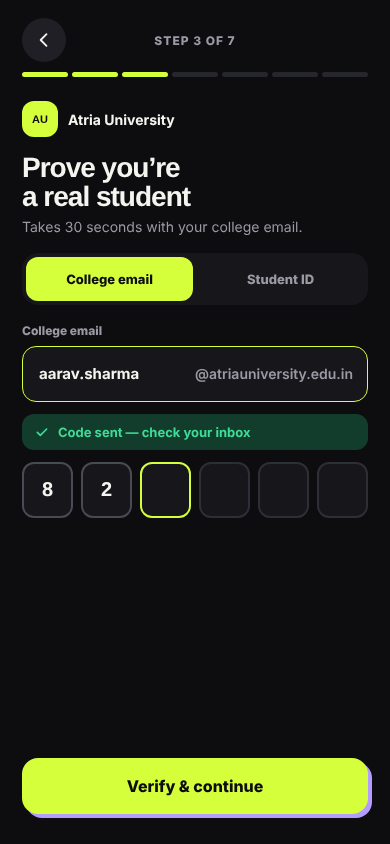 STEP 3 OF 7
AU
Atria University
Prove you’re
a real student
Takes 30 seconds with your college email.
College email
Student ID
College email
aarav.sharma
@atriauniversity.edu.in
Code sent — check your inbox
8 2
Verify & continue